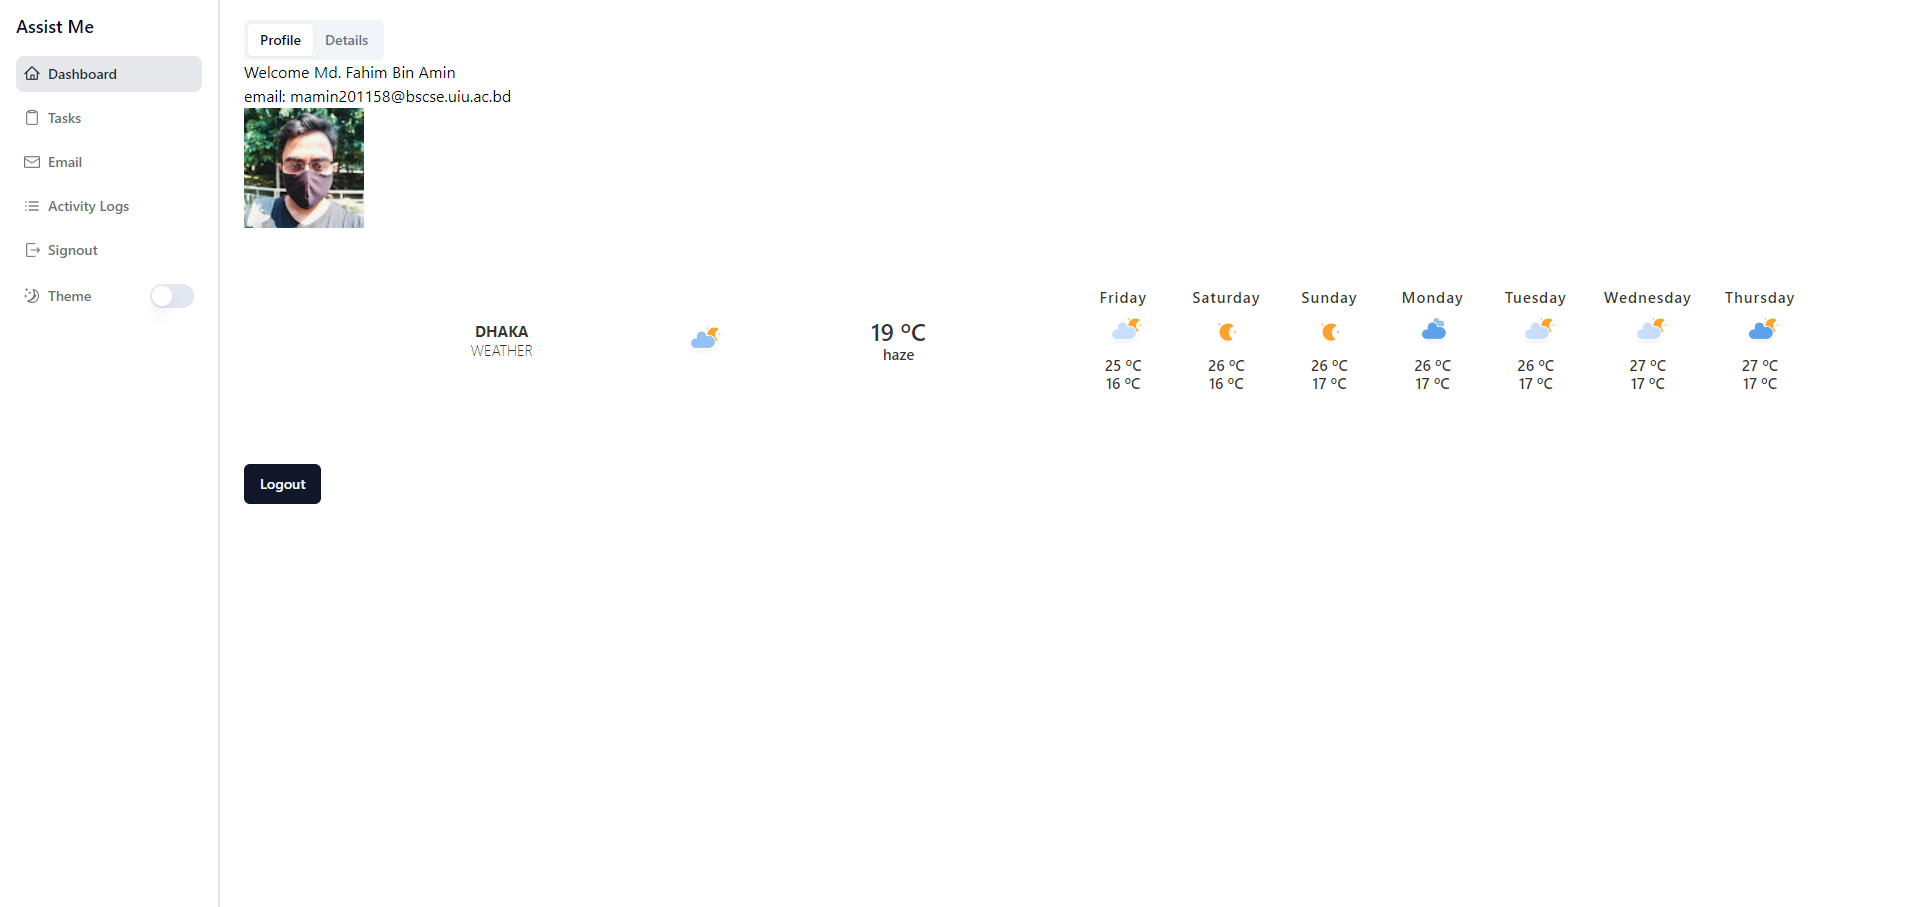 Assist Me
Dashboard
Tasks
Email
Activity Logs
Signout
Theme
Profile Details
Welcome Md. Fahim Bin Amin
email: mamin201158@bscse.uiu.ac.bd
DHAKA
WEATHER
19 °C
haze
Friday Saturday Sunday Monday Tuesday Wednesday Thursday
25 °C 26 °C 26 °C 26 °C 26 °C 27 °C 27 °C
16 °C 16 °C 17 °C 17 °C 17 °C 17 °C 17 °C
Logout